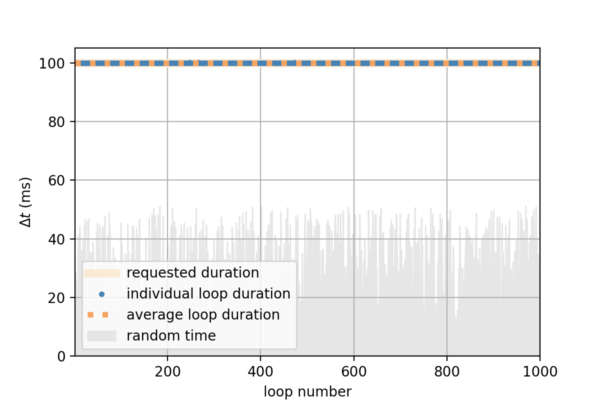 100
80
60
40
20
0
Δt (ms)
requested duration
individual loop duration
average loop duration
random time
200 400 600 800 1000
loop number